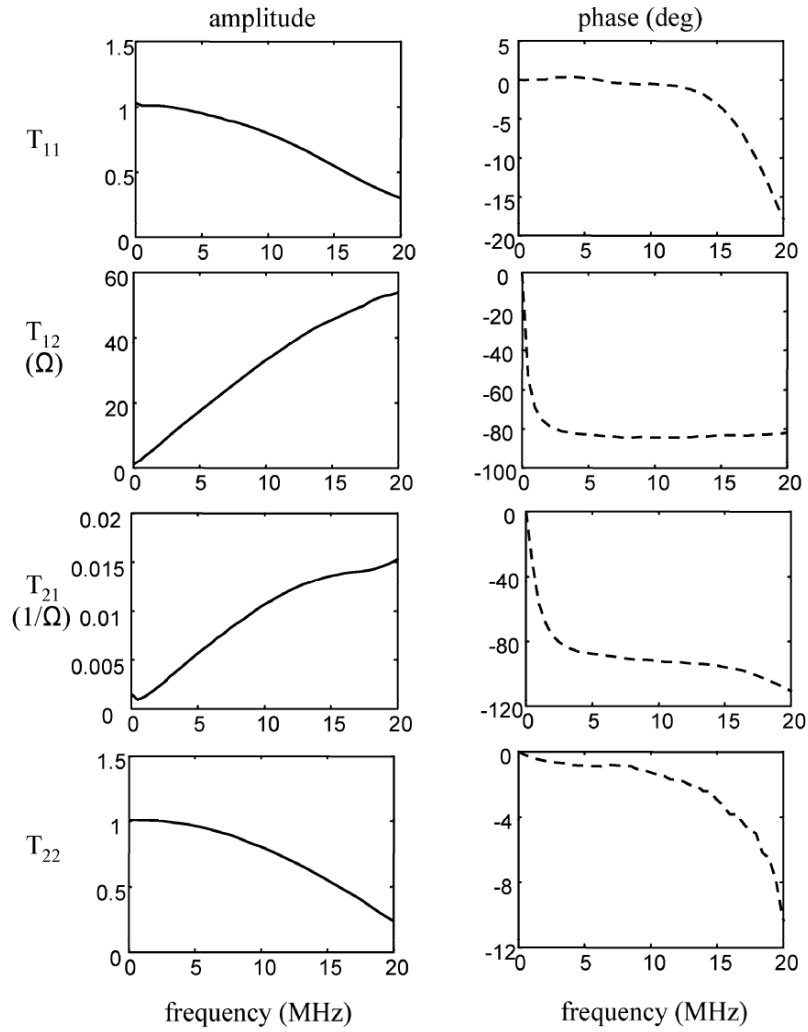 amplitude
phase (deg)
T11
1.5
1
0.5
0
0 5 10 15 20
5
0
-5
-10
-15
-20
0 5 10 15 20
T12
(Ω)
60
40
20
0
0 5 10 15 20
0
-20
-40
-60
-80
-100
0 5 10 15 20
T21
(1/Ω)
0.02
0.015
0.01
0.005
0
0 5 10 15 20
0
-40
-80
-120
0 5 10 15 20
T22
1.5
1
0.5
0
0 5 10 15 20
0
-4
-8
-12
0 5 10 15 20
frequency (MHz)
frequency (MHz)